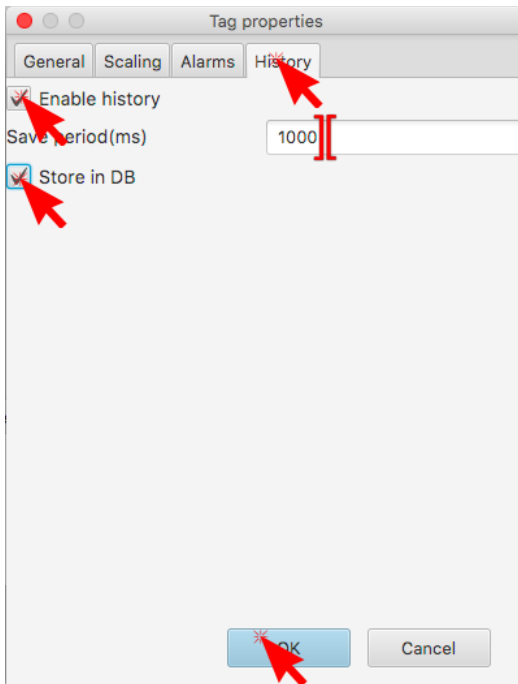 Tag properties
General Scaling Alarms History
Enable history
Save period(ms) 1000
Store in DB
OK Cancel